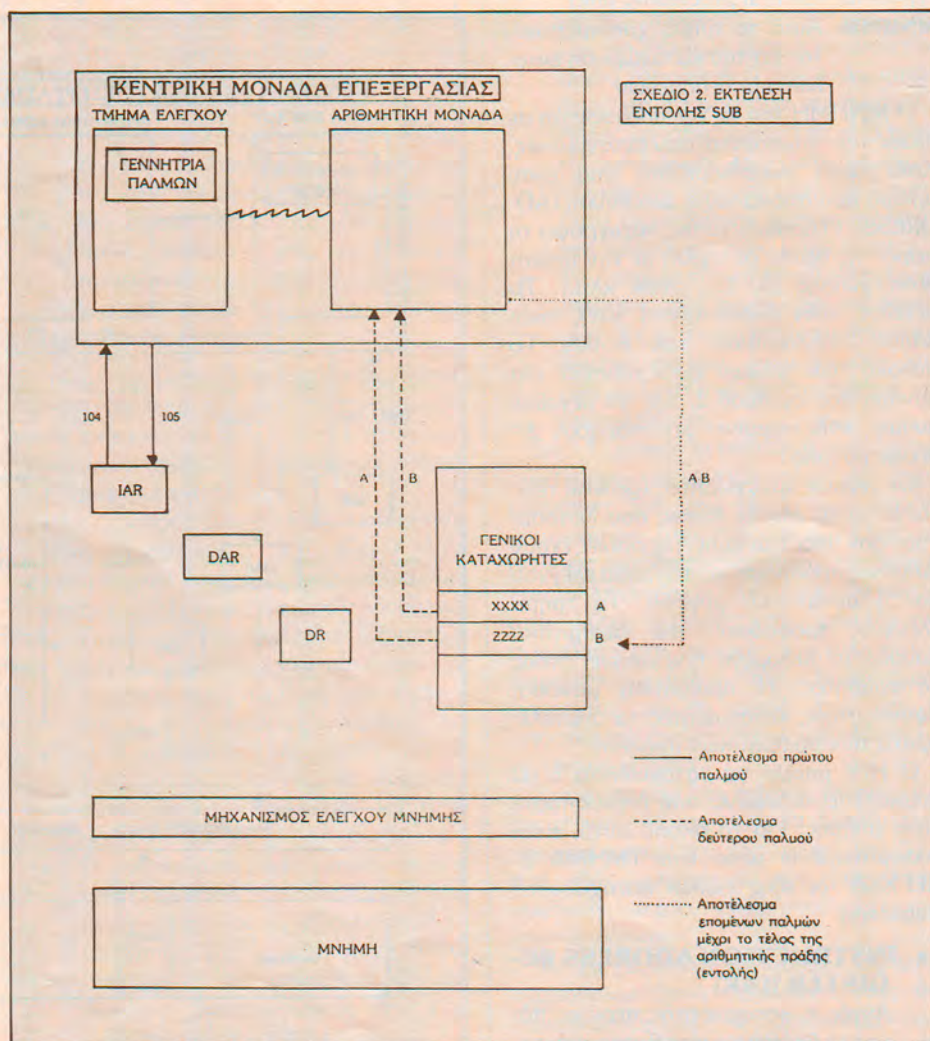 ΚΕΝΤΡΙΚΗ ΜΟΝΑΔΑ ΕΠΕΞΕΡΓΑΣΙΑΣ
ΤΜΗΜΑ ΕΛΕΓΧΟΥ
ΑΡΙΘΜΗΤΙΚΗ ΜΟΝΑΔΑ
ΓΕΝΝΗΤΡΙΑ
ΠΑΛΜΩΝ
ΣΧΕΔΙΟ 2. ΕΚΤΕΛΕΣΗ
ΕΝΤΟΛΗΣ SUB
104
105
IAR
DAR
DR
A
B
A-B
ΓΕΝΙΚΟΙ
ΚΑΤΑΧΩΡΗΤΕΣ
XXXX
A
ZZZZ
B
Αποτέλεσμα πρώτου
παλμού
Αποτέλεσμα
δεύτερου παλμού
Αποτέλεσμα
επομένων παλμών
μέχρι το τέλος της
αριθμητικής πράξης
(εντολής)
ΜΗΧΑΝΙΣΜΟΣ ΕΛΕΓΧΟΥ ΜΝΗΜΗΣ
ΜΝΗΜΗ